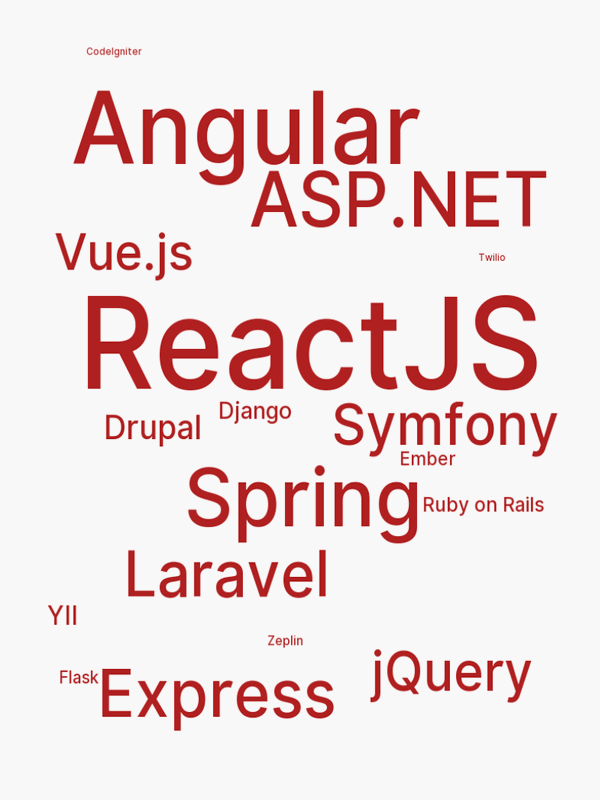 CodeIgniter
Angular
ASP.NET
Vue.js
Twilio
ReactJS
Django
Drupal
Symfony
Ember
Spring
Ruby on Rails
Laravel
YII
Zeplin
jQuery
Flask
Express